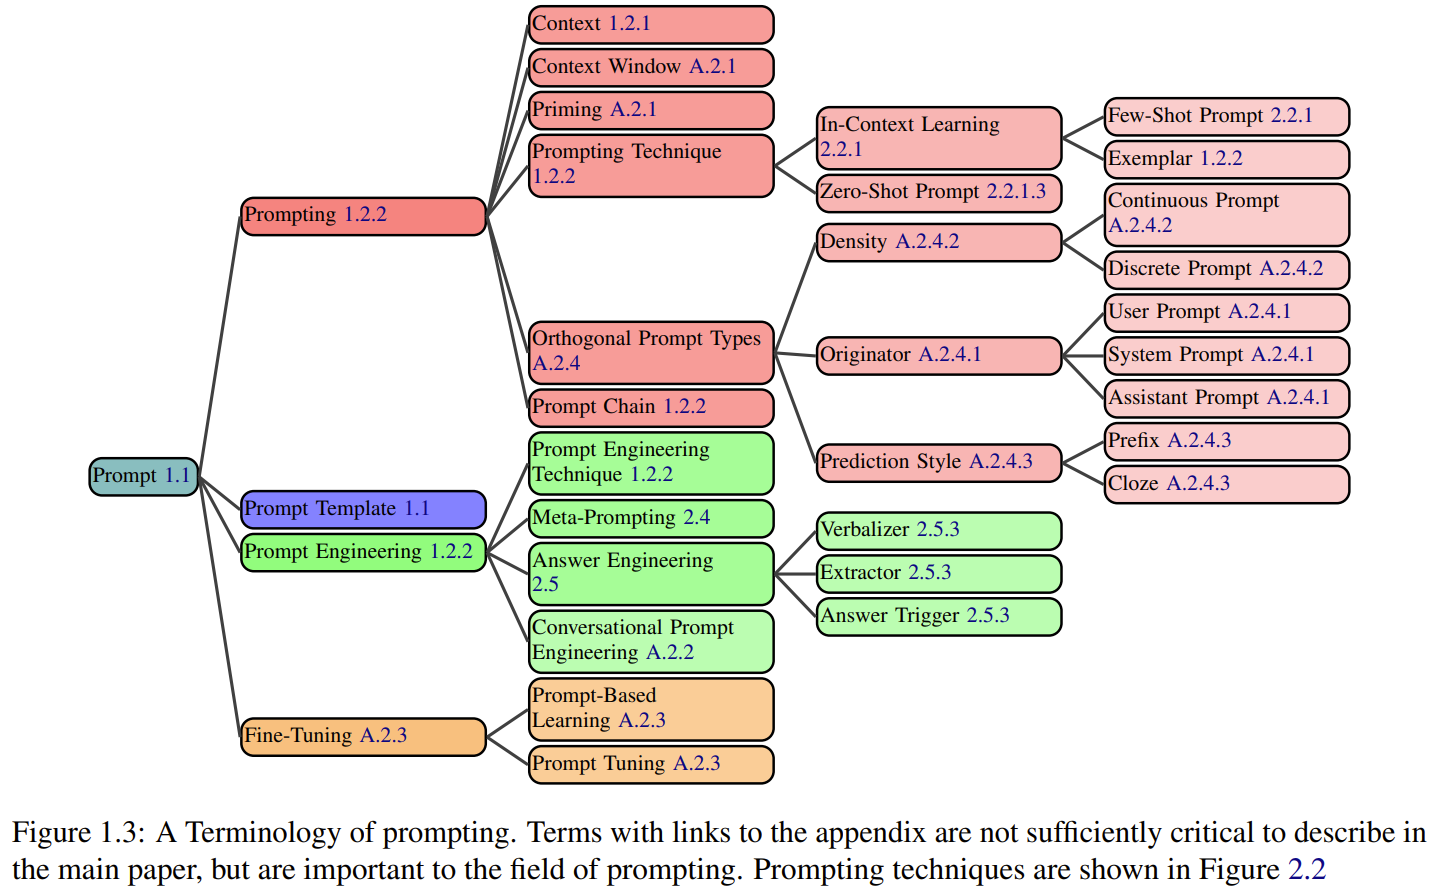 Context 1.2.1
Context Window A.2.1
Priming A.2.1
Prompting Technique
1.2.2
In-Context Learning
2.2.1
Few-Shot Prompt 2.2.1
Exemplar 1.2.2
Zero-Shot Prompt 2.2.1.3
Continuous Prompt
A.2.4.2
Prompting 1.2.2
Density A.2.4.2
Discrete Prompt A.2.4.2
User Prompt A.2.4.1
Orthogonal Prompt Types
A.2.4
Originator A.2.4.1
System Prompt A.2.4.1
Assistant Prompt A.2.4.1
Prompt Chain 1.2.2
Prefix A.2.4.3
Prediction Style A.2.4.3
Cloze A.2.4.3
Prompt 1.1
Prompt Engineering
Technique 1.2.2
Prompt Template 1.1
Meta-Prompting 2.4
Prompt Engineering 1.2.2
Answer Engineering
2.5
Verbalizer 2.5.3
Extractor 2.5.3
Answer Trigger 2.5.3
Conversational Prompt
Engineering A.2.2
Fine-Tuning A.2.3
Prompt-Based
Learning A.2.3
Prompt Tuning A.2.3
Figure 1.3: A Terminology of prompting. Terms with links to the appendix are not sufficiently critical to describe in
the main paper, but are important to the field of prompting. Prompting techniques are shown in Figure 2.2